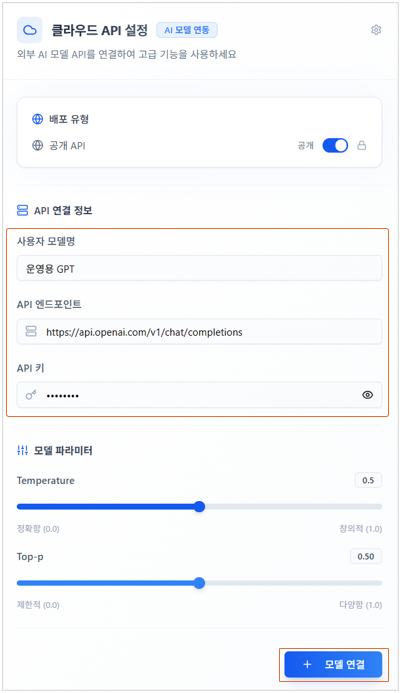 클라우드 API 설정 AI 모델 연동
외부 AI 모델 API를 연결하여 고급 기능을 사용하세요
배포 유형
공개 API 공개
API 연결 정보
사용자 모델명
운영용 GPT
API 엔드포인트
https://api.openai.com/v1/chat/completions
API 키
••••••••
모델 파라미터
Temperature 0.5
정확함 (0.0) 창의적 (1.0)
Top-p 0.50
제한적 (0.0) 다양함 (1.0)
+ 모델 연결